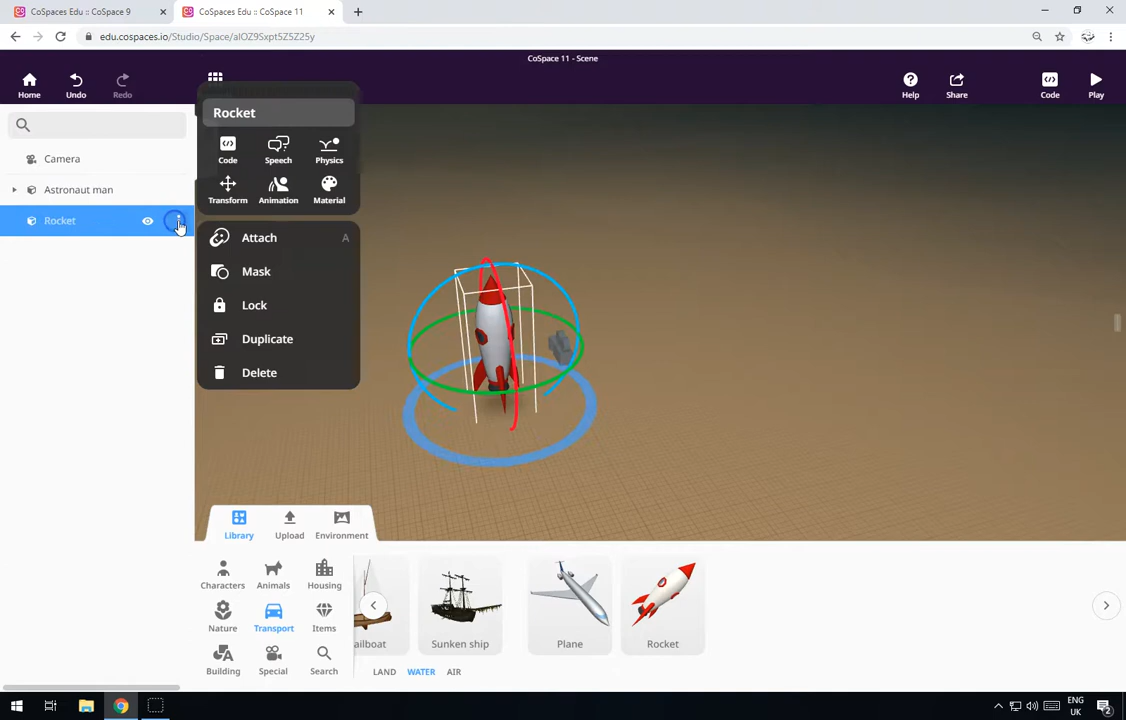 CoSpaces Edu :: CoSpace 9
CoSpaces Edu :: CoSpace 11
edu.cospaces.io/Studio/Space/alOZ9Sxpt5Z5Z25y
CoSpace 11 - Scene
Home
Undo
Redo
Help
Share
Code
Play
Rocket
Code
Speech
Physics
Transform
Animation
Material
Camera
Astronaut man
Rocket
Attach A
Mask
Lock
Duplicate
Delete
Library
Upload
Environment
Characters
Animals
Housing
Nature
Transport
Items
Building
Special
Search
ailboat
Sunken ship
Plane
Rocket
LAND
WATER
AIR
ENG
UK
2